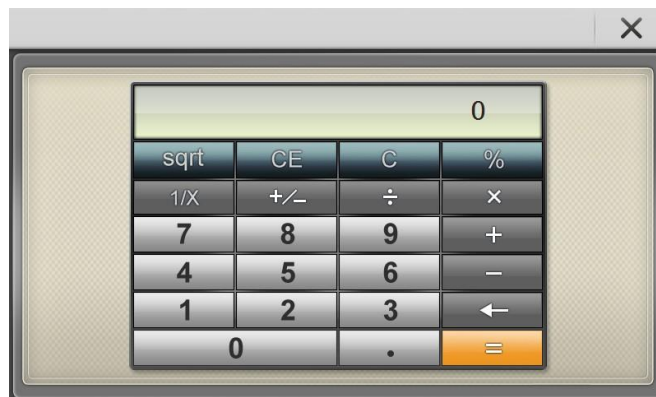 0
sqrt CE C %
1/X +/− ÷ ×
7 8 9 +
4 5 6 −
1 2 3 ←
0 . =